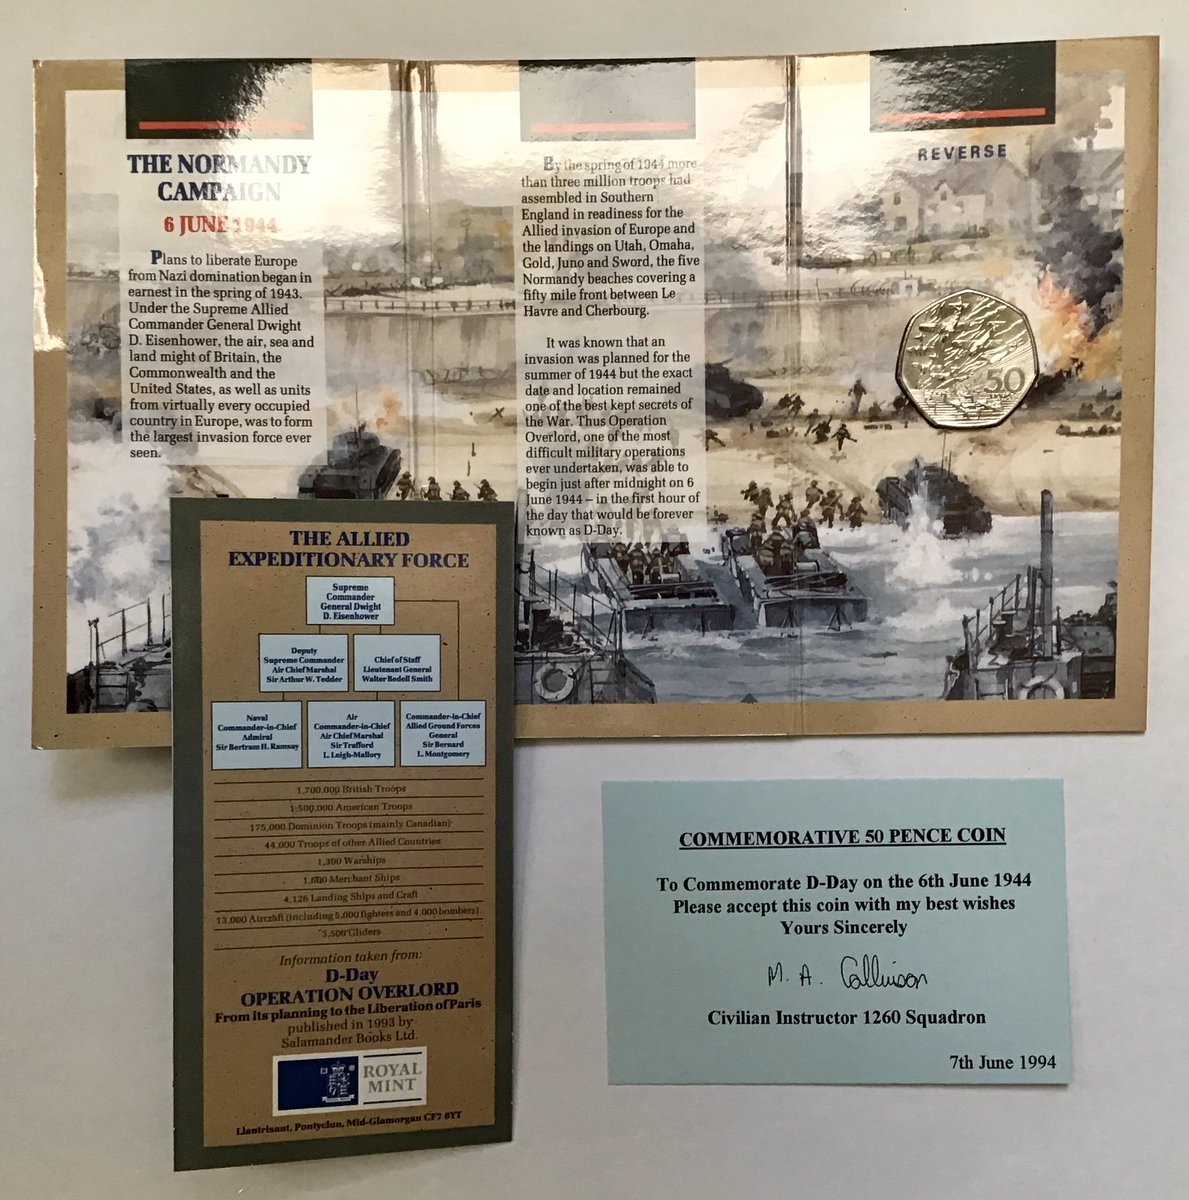 THE NORMANDY
CAMPAIGN
6 JUNE 1944
Plans to liberate Europe
from Nazi domination began in
earnest in the spring of 1943.
Under the Supreme Allied
Commander General Dwight
D. Eisenhower, the air, sea and
land might of Britain, the
Commonwealth and the
United States, as well as units
from virtually every occupied
country in Europe, was to form
the largest invasion force ever
seen.
By the spring of 1944 more
than three million troops had
assembled in Southern
England in readiness for the
Allied invasion of Europe and
the landings on Utah, Omaha,
Gold, Juno and Sword, the five
Normandy beaches covering a
fifty mile front between Le
Havre and Cherbourg.
It was known that an
invasion was planned for the
summer of 1944 but the exact
date and location remained
one of the best kept secrets of
the War. Thus Operation
Overlord, one of the most
difficult military operations
ever undertaken, was able to
begin just after midnight on 6
June 1944 – in the first hour of
the day that would be forever
known as D-Day.
REVERSE
50
THE ALLIED
EXPEDITIONARY FORCE
Supreme
Commander
General Dwight
D. Eisenhower
Deputy
Supreme Commander
Air Chief Marshal
Sir Arthur W. Tedder
Chief of Staff
Lieutenant General
Walter Bedell Smith
Naval
Commander-in-Chief
Admiral
Sir Bertram H. Ramsay
Air
Commander-in-Chief
Air Chief Marshal
Sir Trafford
L. Leigh-Mallory
Commander-in-Chief
Allied Ground Forces
General
Sir Bernard
L. Montgomery
1,700,000 British Troops
1,500,000 American Troops
175,000 Dominion Troops (mainly Canadian)
44,000 Troops of other Allied Countries
1,300 Warships
1,600 Merchant Ships
4,126 Landing Ships and Craft
13,000 Aircraft (including 5,000 fighters and 4,000 bombers)
3,500 Gliders
Information taken from:
D-Day
OPERATION OVERLORD
From its planning to the Liberation of Paris
published in 1993 by
Salamander Books Ltd.
ROYAL
MINT
Llantrisant, Pontyclun, Mid-Glamorgan CF7 8YT
COMMEMORATIVE 50 PENCE COIN
To Commemorate D-Day on the 6th June 1944
Please accept this coin with my best wishes
Yours Sincerely
M. A. Collinson
Civilian Instructor 1260 Squadron
7th June 1994